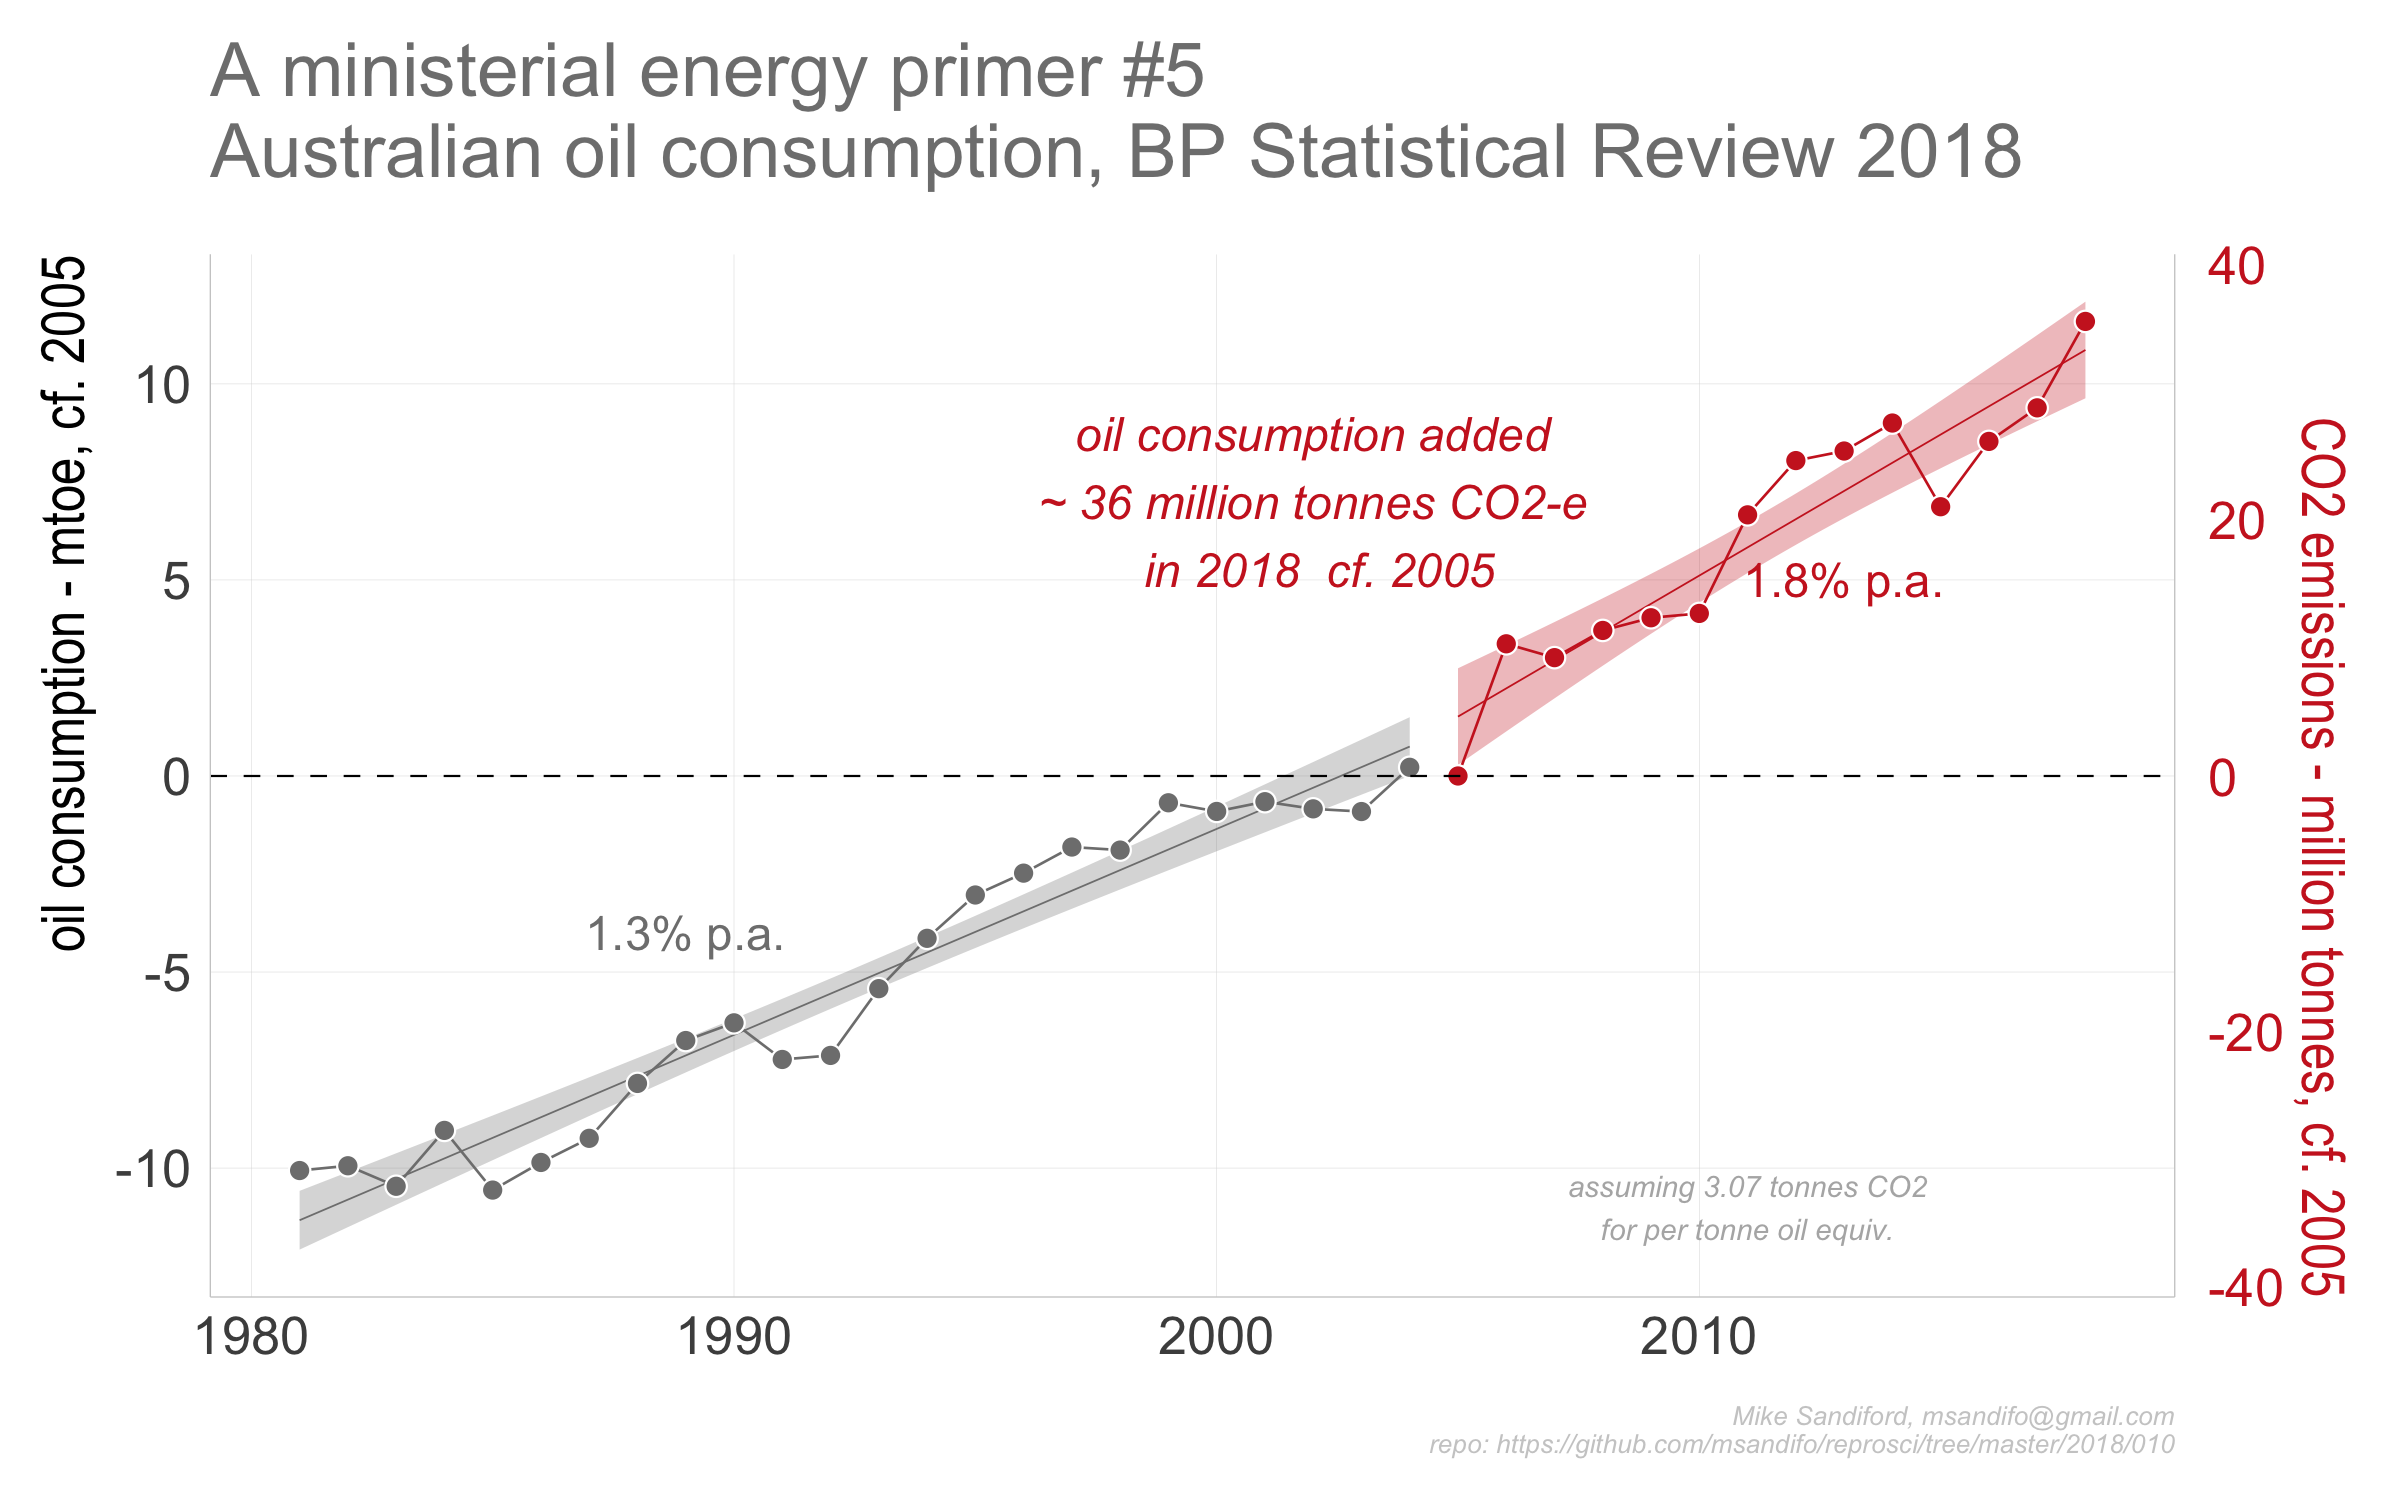 A ministerial energy primer #5
Australian oil consumption, BP Statistical Review 2018
oil consumption - mtoe, cf. 2005
10
5
0
-5
-10
oil consumption added
~ 36 million tonnes CO2-e
in 2018 cf. 2005
1.8% p.a.
1.3% p.a.
assuming 3.07 tonnes CO2
for per tonne oil equiv.
40
20
0
-20
-40
CO2 emissions - million tonnes, cf. 2005
1980
1990
2000
2010
Mike Sandiford, msandifo@gmail.com
repo: https://github.com/msandifo/reprosci/tree/master/2018/010